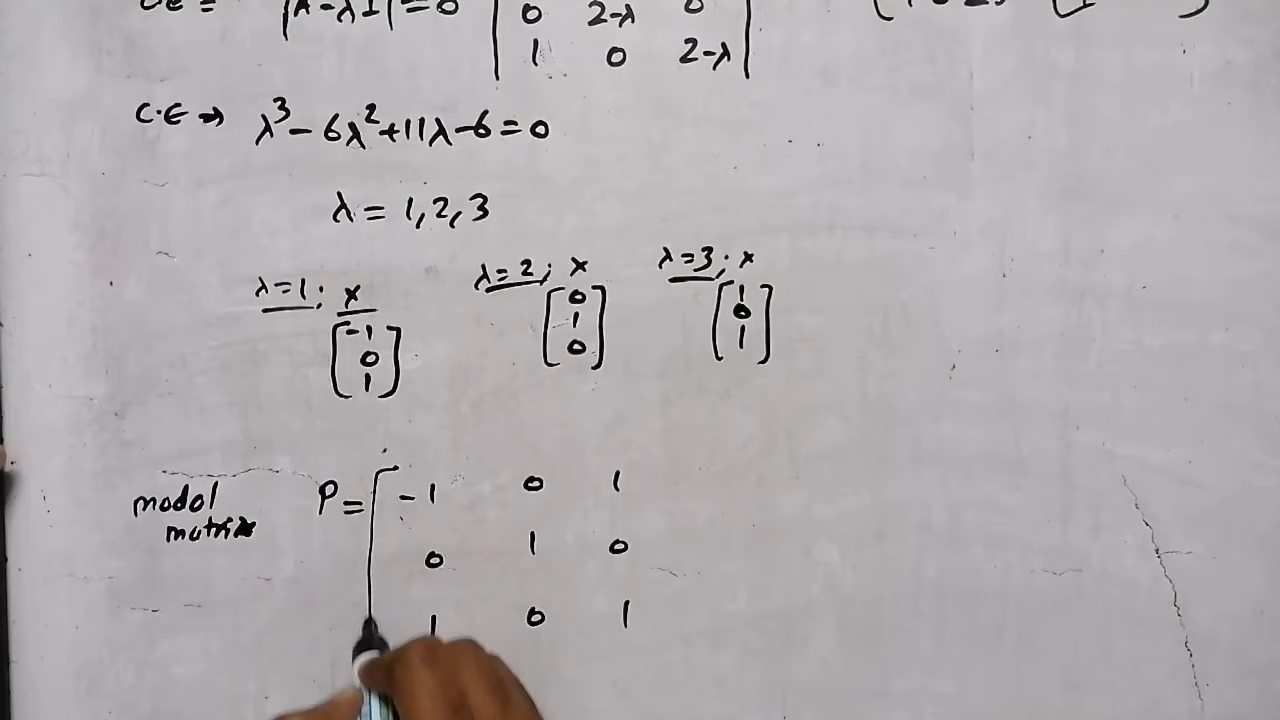 |A-λI|=0
0 2-λ 0
1 0 2-λ
C.E → λ³ - 6λ² + 11λ - 6 = 0
λ = 1, 2, 3
λ=1; x λ=2; x λ=3; x
[-1 [0 [1
0 1 0
1] 0] 1]
modal matrix P = [-1 0 1
0 1 0
1 0 1